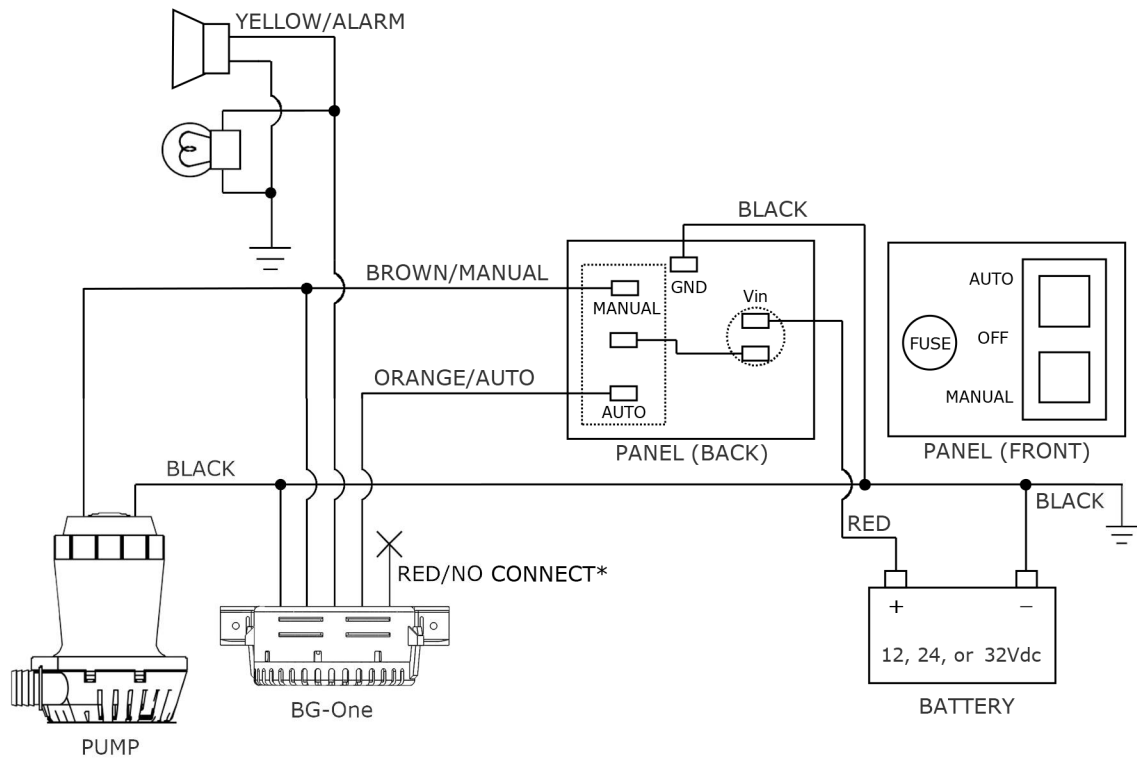 YELLOW/ALARM
BLACK
BROWN/MANUAL
GND
MANUAL
Vin
AUTO
FUSE
OFF
MANUAL
ORANGE/AUTO
AUTO
PANEL (BACK)
PANEL (FRONT)
BLACK
BLACK
RED
RED/NO CONNECT*
+
−
12, 24, or 32Vdc
BATTERY
BG-One
PUMP